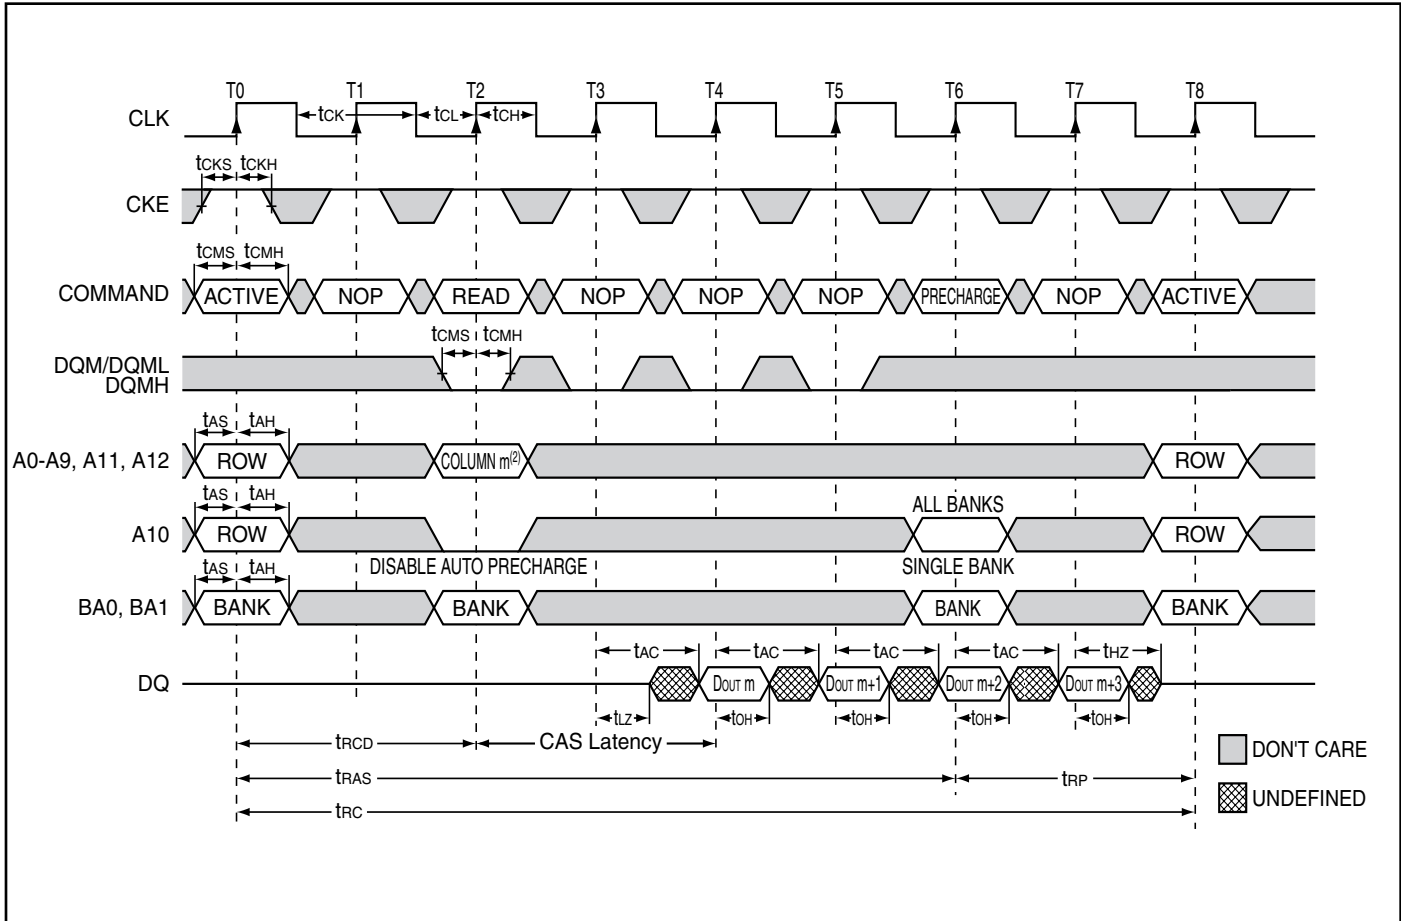 T0 T1 T2 T3 T4 T5 T6 T7 T8
CLK tCK tCL tCH
tCKS tCKH
CKE
tCMS tCMH
COMMAND ACTIVE NOP READ NOP NOP NOP PRECHARGE NOP ACTIVE
tCMS tCMH
DQM/DQML
DQMH
tAS tAH
A0-A9, A11, A12 ROW COLUMN m(2) ROW
tAS tAH ALL BANKS
A10 ROW ROW
DISABLE AUTO PRECHARGE SINGLE BANK
tAS tAH
BA0, BA1 BANK BANK BANK BANK
tAC tAC tAC tAC tHZ
DQ DOUT m DOUT m+1 DOUT m+2 DOUT m+3
tLZ tOH tOH tOH tOH
tRCD CAS Latency
DON'T CARE
tRAS tRP
UNDEFINED
tRC